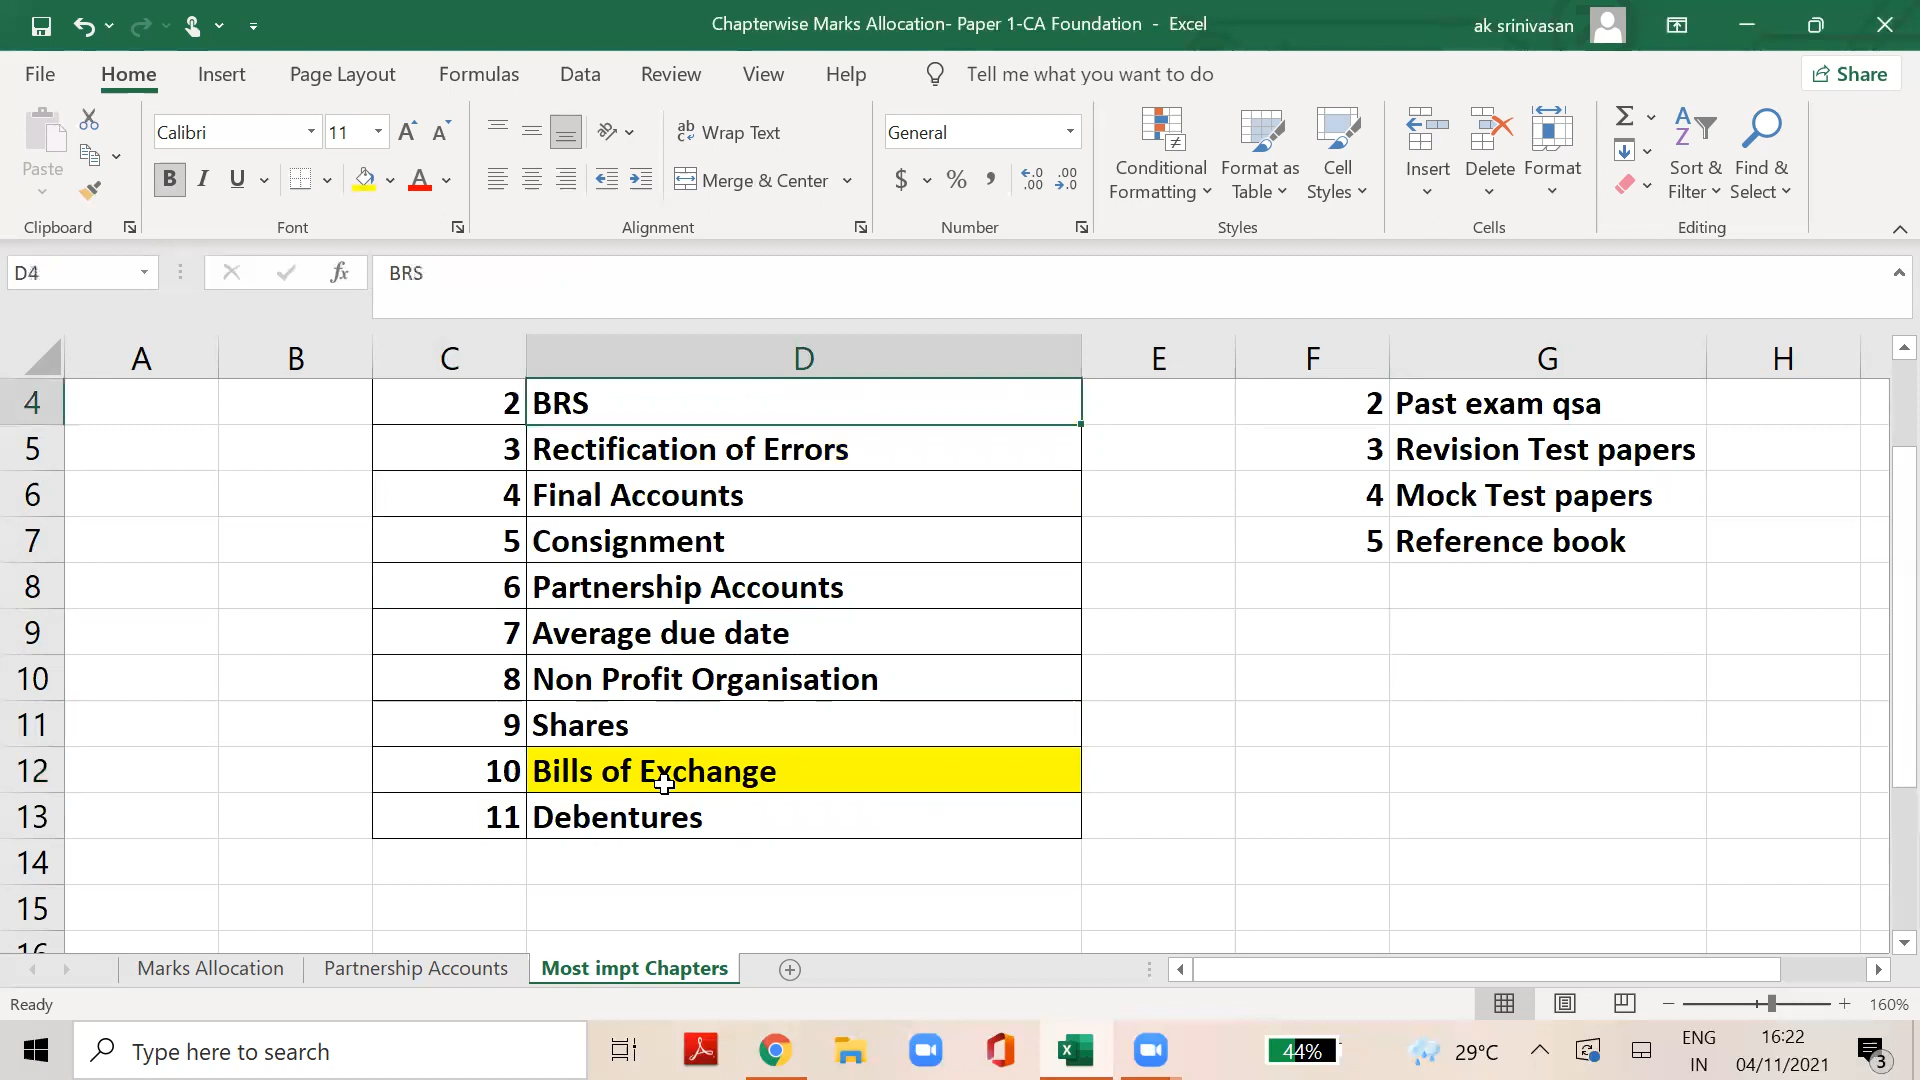 Chapterwise Marks Allocation- Paper 1-CA Foundation - Excel
ak srinivasan
File Home Insert Page Layout Formulas Data Review View Help Tell me what you want to do
Share
Paste
Calibri 11
B I U A
ab Wrap Text
Merge & Center
General
$ % ,
Conditional Formatting
Format as Table
Cell Styles
Insert Delete Format
Sort & Filter
Find & Select
Clipboard Font Alignment Number Styles Cells Editing
D4 fx BRS
A B C D E F G H
4 2 BRS 2 Past exam qsa
5 3 Rectification of Errors 3 Revision Test papers
6 4 Final Accounts 4 Mock Test papers
7 5 Consignment 5 Reference book
8 6 Partnership Accounts
9 7 Average due date
10 8 Non Profit Organisation
11 9 Shares
12 10 Bills of Exchange
13 11 Debentures
14
15
16
Marks Allocation Partnership Accounts Most impt Chapters
Ready
160%
Type here to search
44%
29°C
ENG
IN
16:22
04/11/2021
3